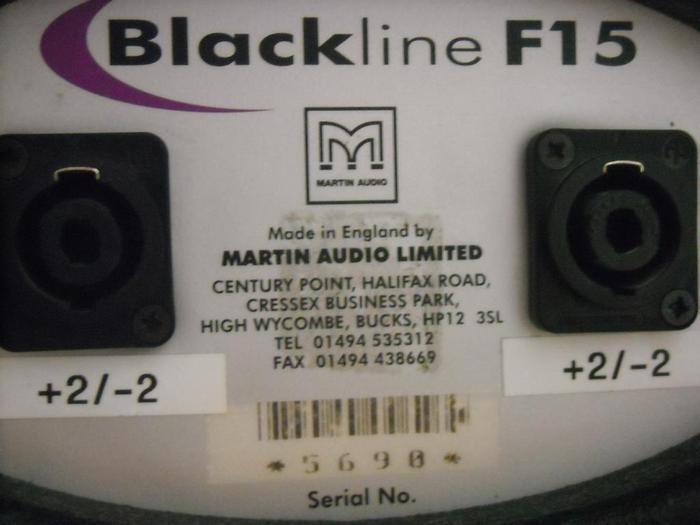 Blackline F15
MARTIN AUDIO
Made in England by
MARTIN AUDIO LIMITED
CENTURY POINT, HALIFAX ROAD,
CRESSEX BUSINESS PARK,
HIGH WYCOMBE, BUCKS, HP12 3SL
TEL 01494 535312
FAX 01494 438669
+2/-2
+2/-2
*5690*
Serial No.